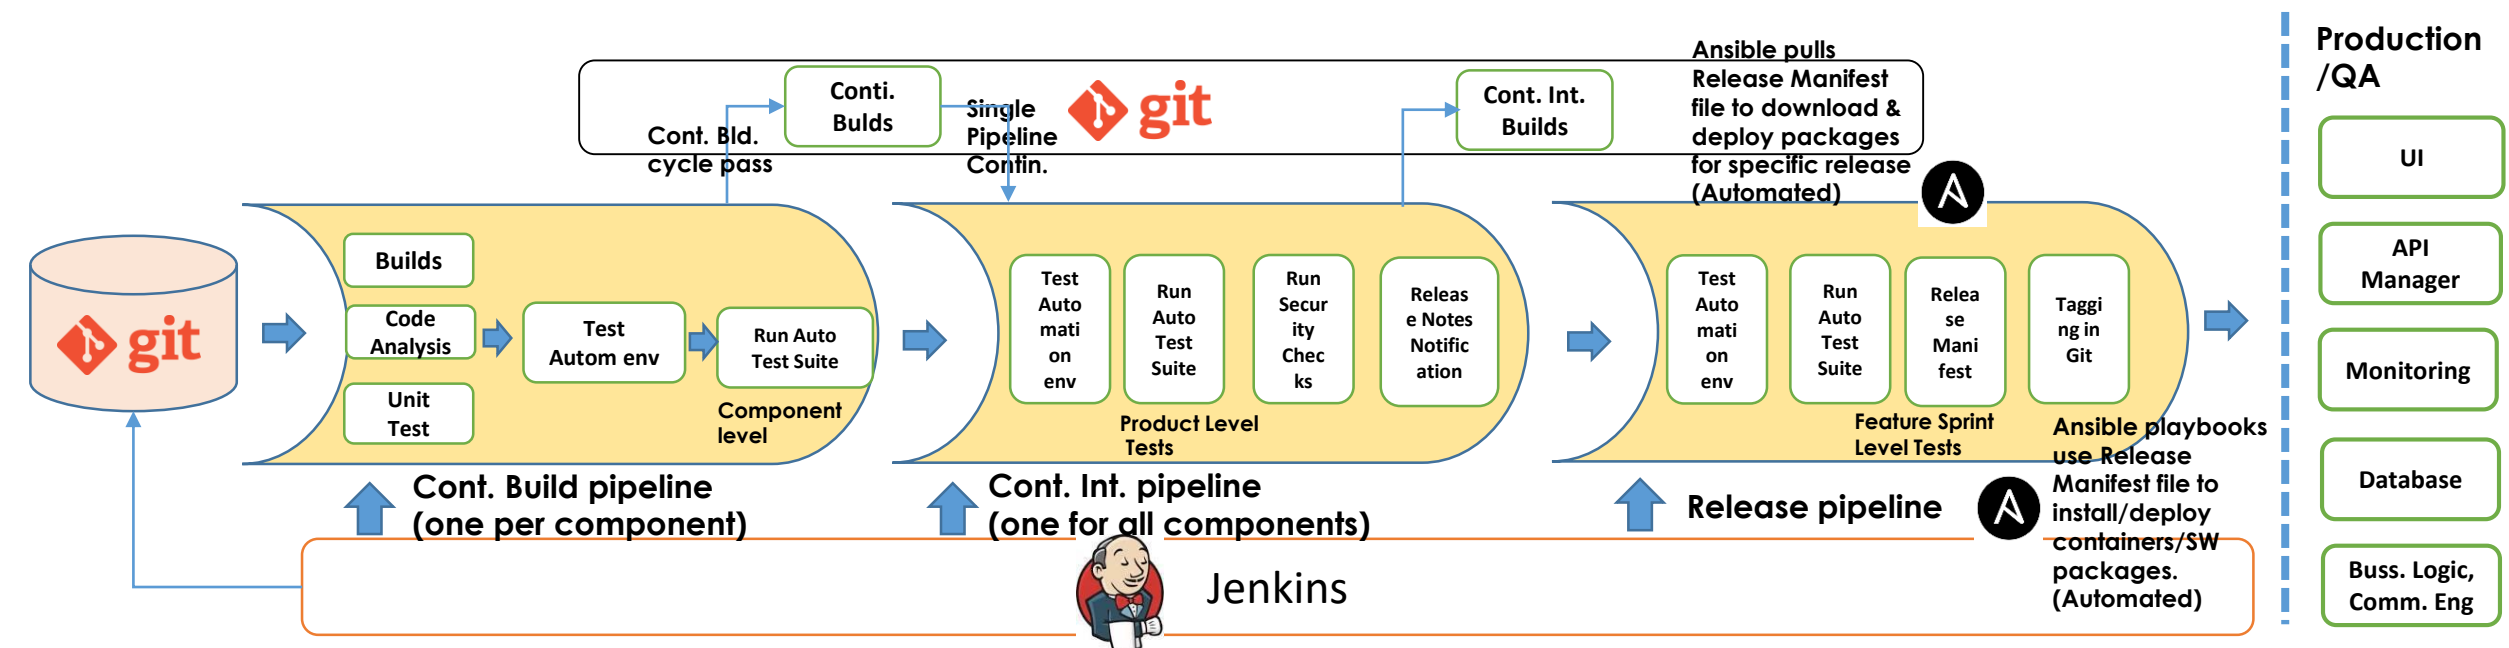 Conti.
Bulds
Cont. Bld.
cycle pass
Single
Pipeline
Contin.
git
Cont. Int.
Builds
Ansible pulls
Release Manifest
file to download &
deploy packages
for specific release
(Automated)
Production
/QA
UI
API
Manager
Monitoring
Database
Buss. Logic,
Comm. Eng
git
Builds
Code
Analysis
Unit
Test
Test
Autom env
Run Auto
Test Suite
Component
level
Test
Auto
mati
on
env
Run
Auto
Test
Suite
Run
Secur
ity
Chec
ks
Releas
e Notes
Notific
ation
Product Level
Tests
Test
Auto
mati
on
env
Run
Auto
Test
Suite
Relea
se
Mani
fest
Taggi
ng in
Git
Feature Sprint
Level Tests
Cont. Build pipeline
(one per component)
Cont. Int. pipeline
(one for all components)
Release pipeline
Ansible playbooks
use Release
Manifest file to
install/deploy
containers/SW
packages.
(Automated)
Jenkins